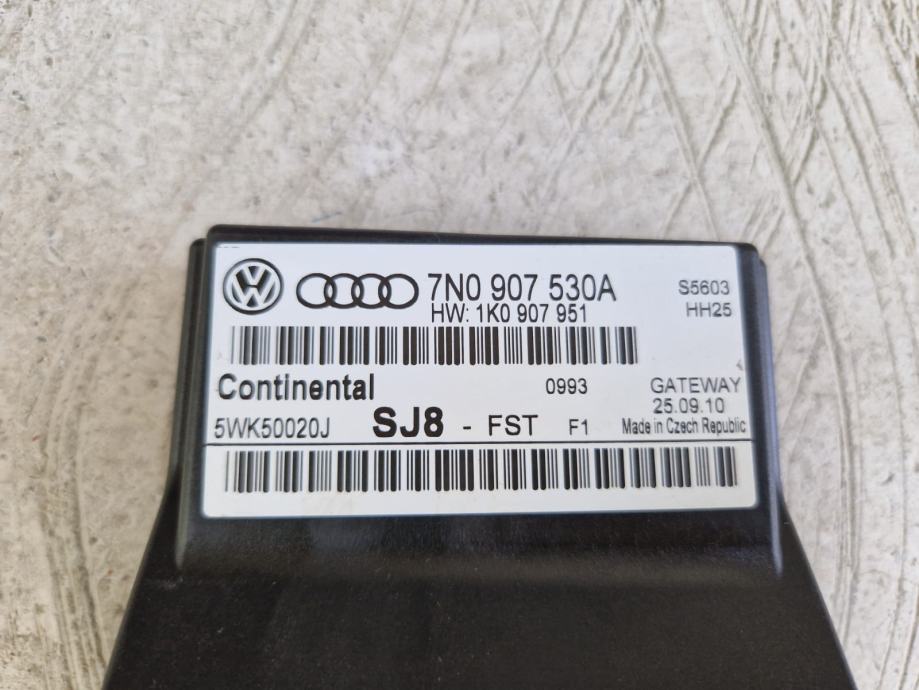 7N0 907 530A S5603
HW: 1K0 907 951 HH25
Continental 0993 GATEWAY
25.09.10
5WK50020J SJ8 - FST F1 Made in Czech Republic